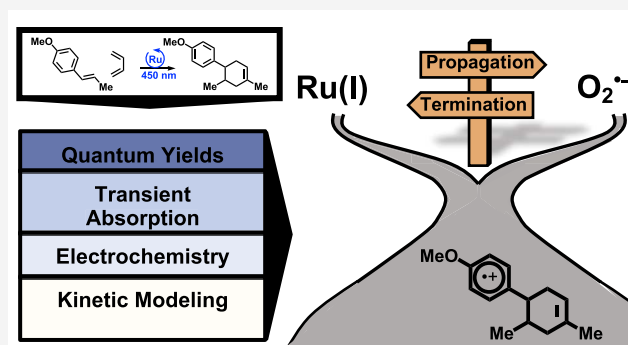 MeO
Me
Ru
450 nm
MeO
Me
Me
Quantum Yields
Transient
Absorption
Electrochemistry
Kinetic Modeling
Ru(I)
Propagation
Termination
O₂•−
MeO
•+
Me
Me